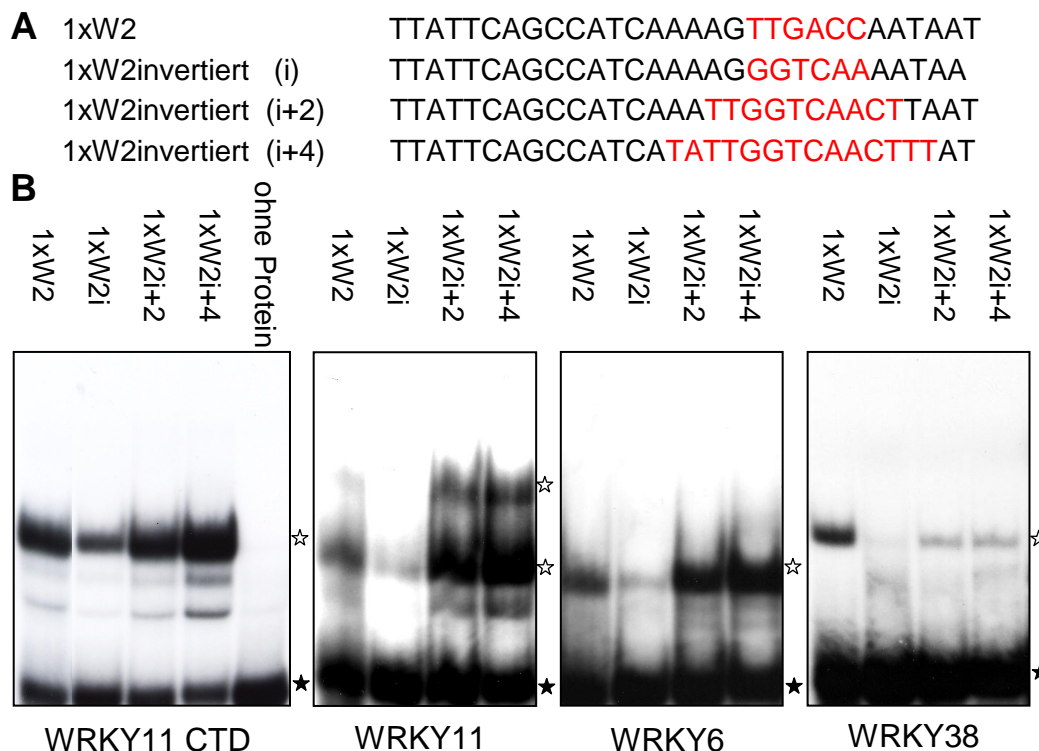 A 1xW2 TTATTCAGCCATCAAAAGTTGACCAATAAT
1xW2invertiert (i) TTATTCAGCCATCAAAAGGGTCAAAATAA
1xW2invertiert (i+2) TTATTCAGCCATCAAATTGGTCAACTTAAT
1xW2invertiert (i+4) TTATTCAGCCATCATATTGGTCAACTTTAT
B
1xW2
1xW2i
1xW2i+2
1xW2i+4
ohne Protein
1xW2
1xW2i
1xW2i+2
1xW2i+4
1xW2
1xW2i
1xW2i+2
1xW2i+4
1xW2
1xW2i
1xW2i+2
1xW2i+4
WRKY11 CTD WRKY11 WRKY6 WRKY38